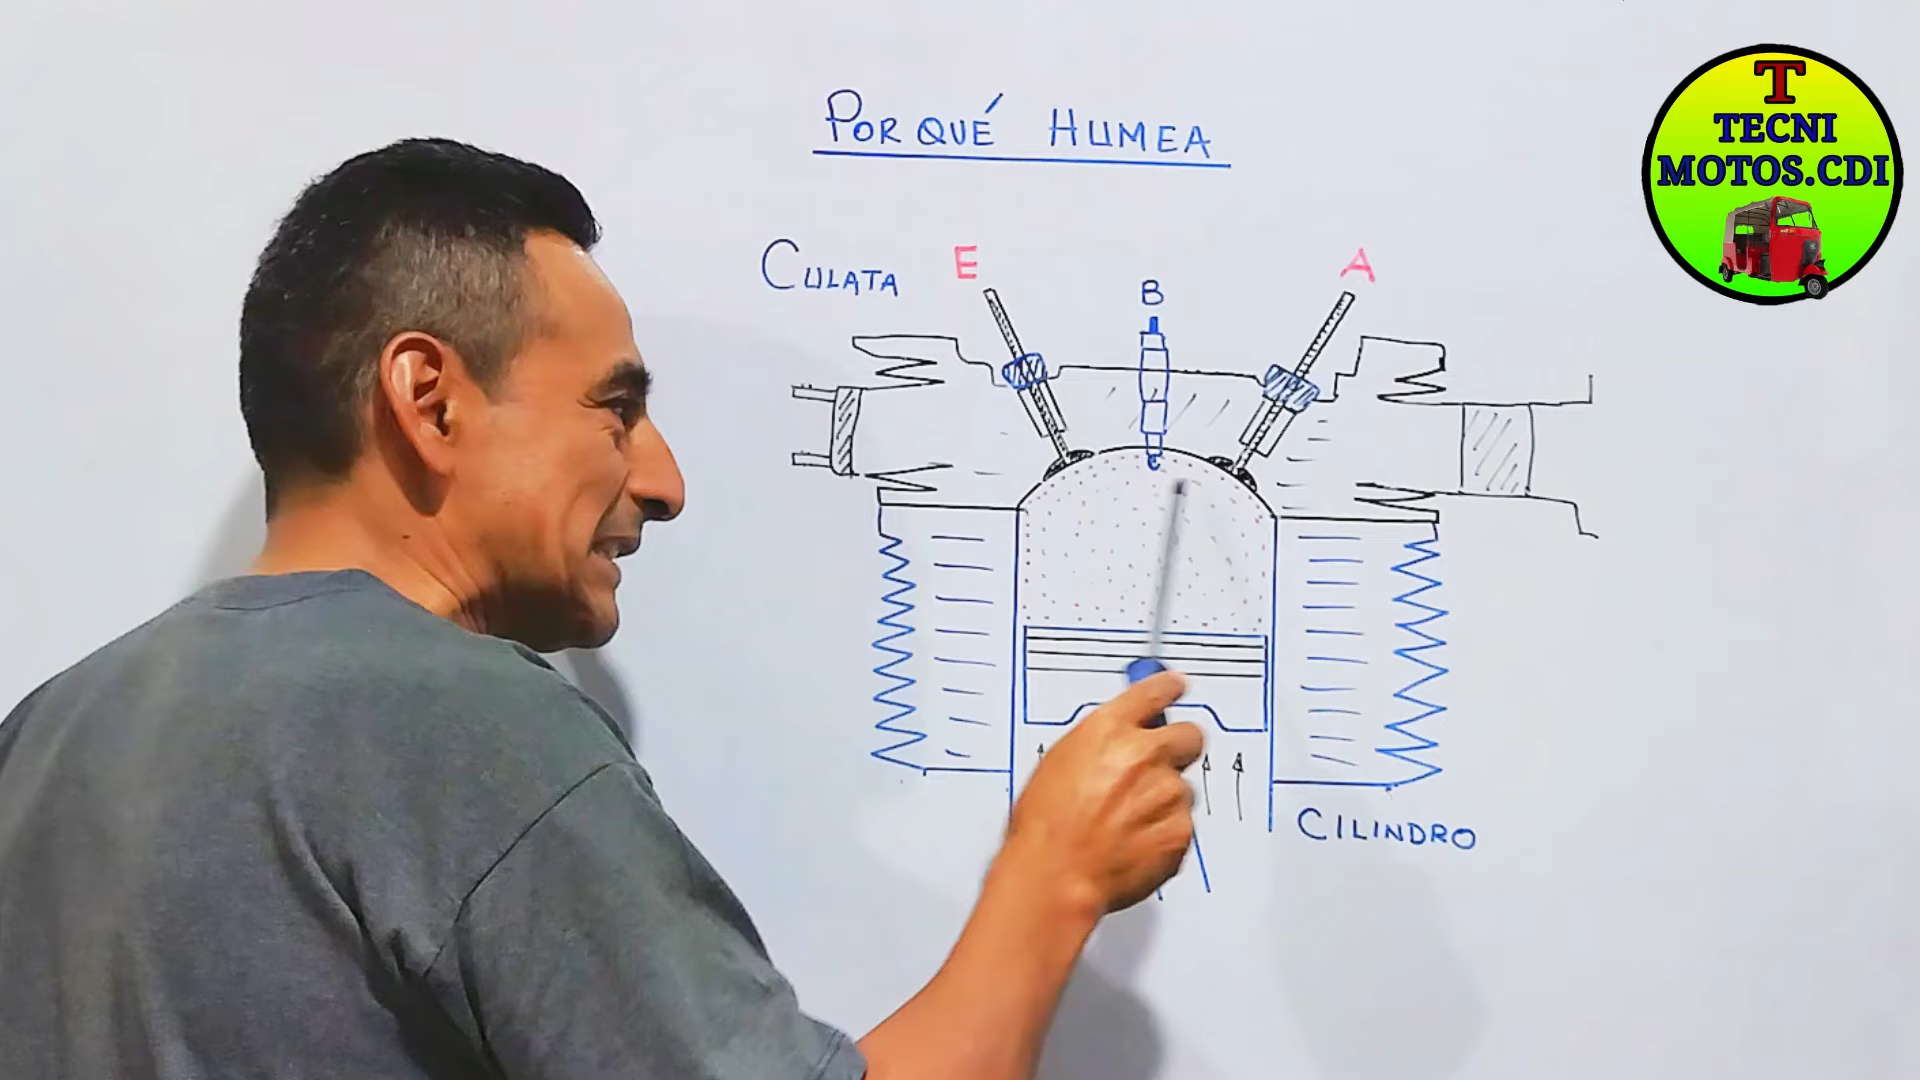 POR QUÉ HUMEA
CULATA
E
B
A
CILINDRO
T
TECNI
MOTOS.CDI